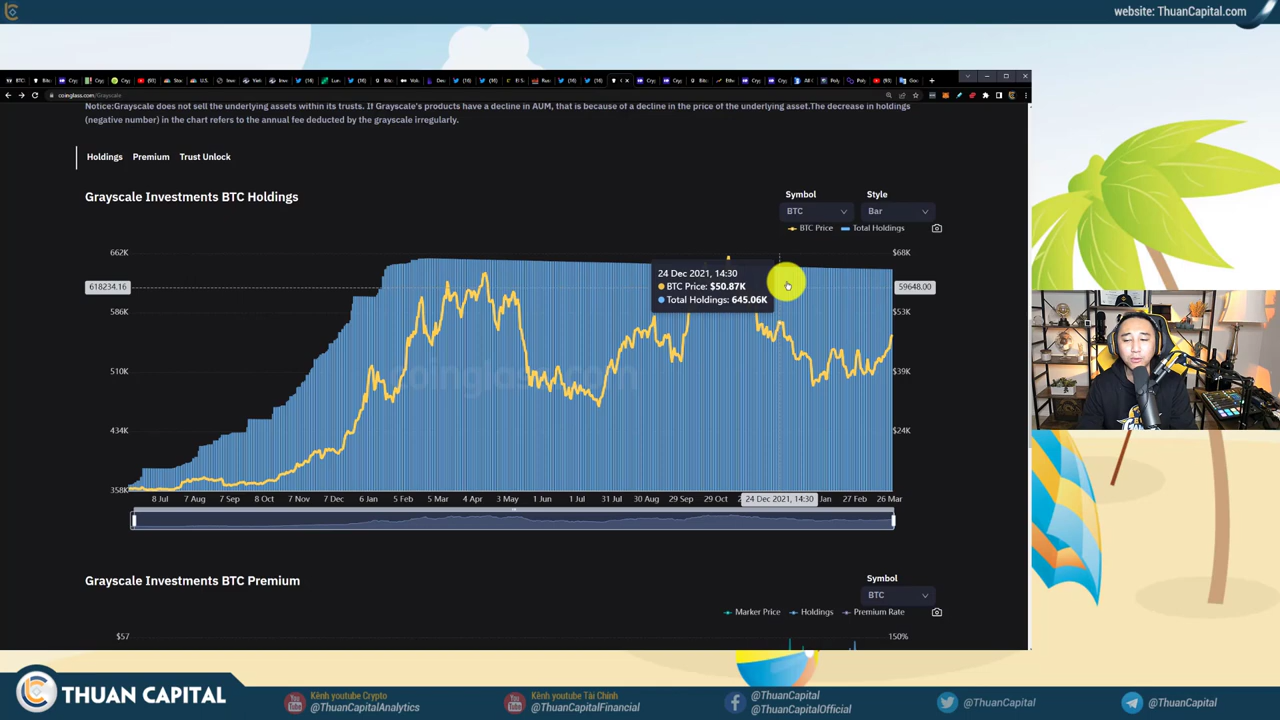 website: ThuanCapital.com
coinglass.com/Grayscale
Notice:Grayscale does not sell the underlying assets within its trusts. If Grayscale's products have a decline in AUM, that is because of a decline in the price of the underlying asset.The decrease in holdings
(negative number) in the chart refers to the annual fee deducted by the grayscale irregularly.
Holdings Premium Trust Unlock
Grayscale Investments BTC Holdings
Symbol Style
BTC Bar
BTC Price Total Holdings
662K $68K
24 Dec 2021, 14:30
BTC Price: $50.87K
Total Holdings: 645.06K
618234.16 59648.00
586K $53K
510K $39K
coinglass.com
434K $24K
358K
8 Jul 7 Aug 7 Sep 8 Oct 7 Nov 7 Dec 6 Jan 5 Feb 5 Mar 4 Apr 3 May 1 Jun 1 Jul 31 Jul 30 Aug 29 Sep 29 Oct 24 Dec 2021, 14:30 Jan 27 Feb 26 Mar
Grayscale Investments BTC Premium
Symbol
BTC
Marker Price Holdings Premium Rate
$57 150%
THUAN CAPITAL
Kênh youtube Crypto
@ThuanCapitalAnalytics
Kênh youtube Tài Chính
@ThuanCapitalFinancial
@ThuanCapital
@ThuanCapitalOfficial
@ThuanCapital
@ThuanCapital